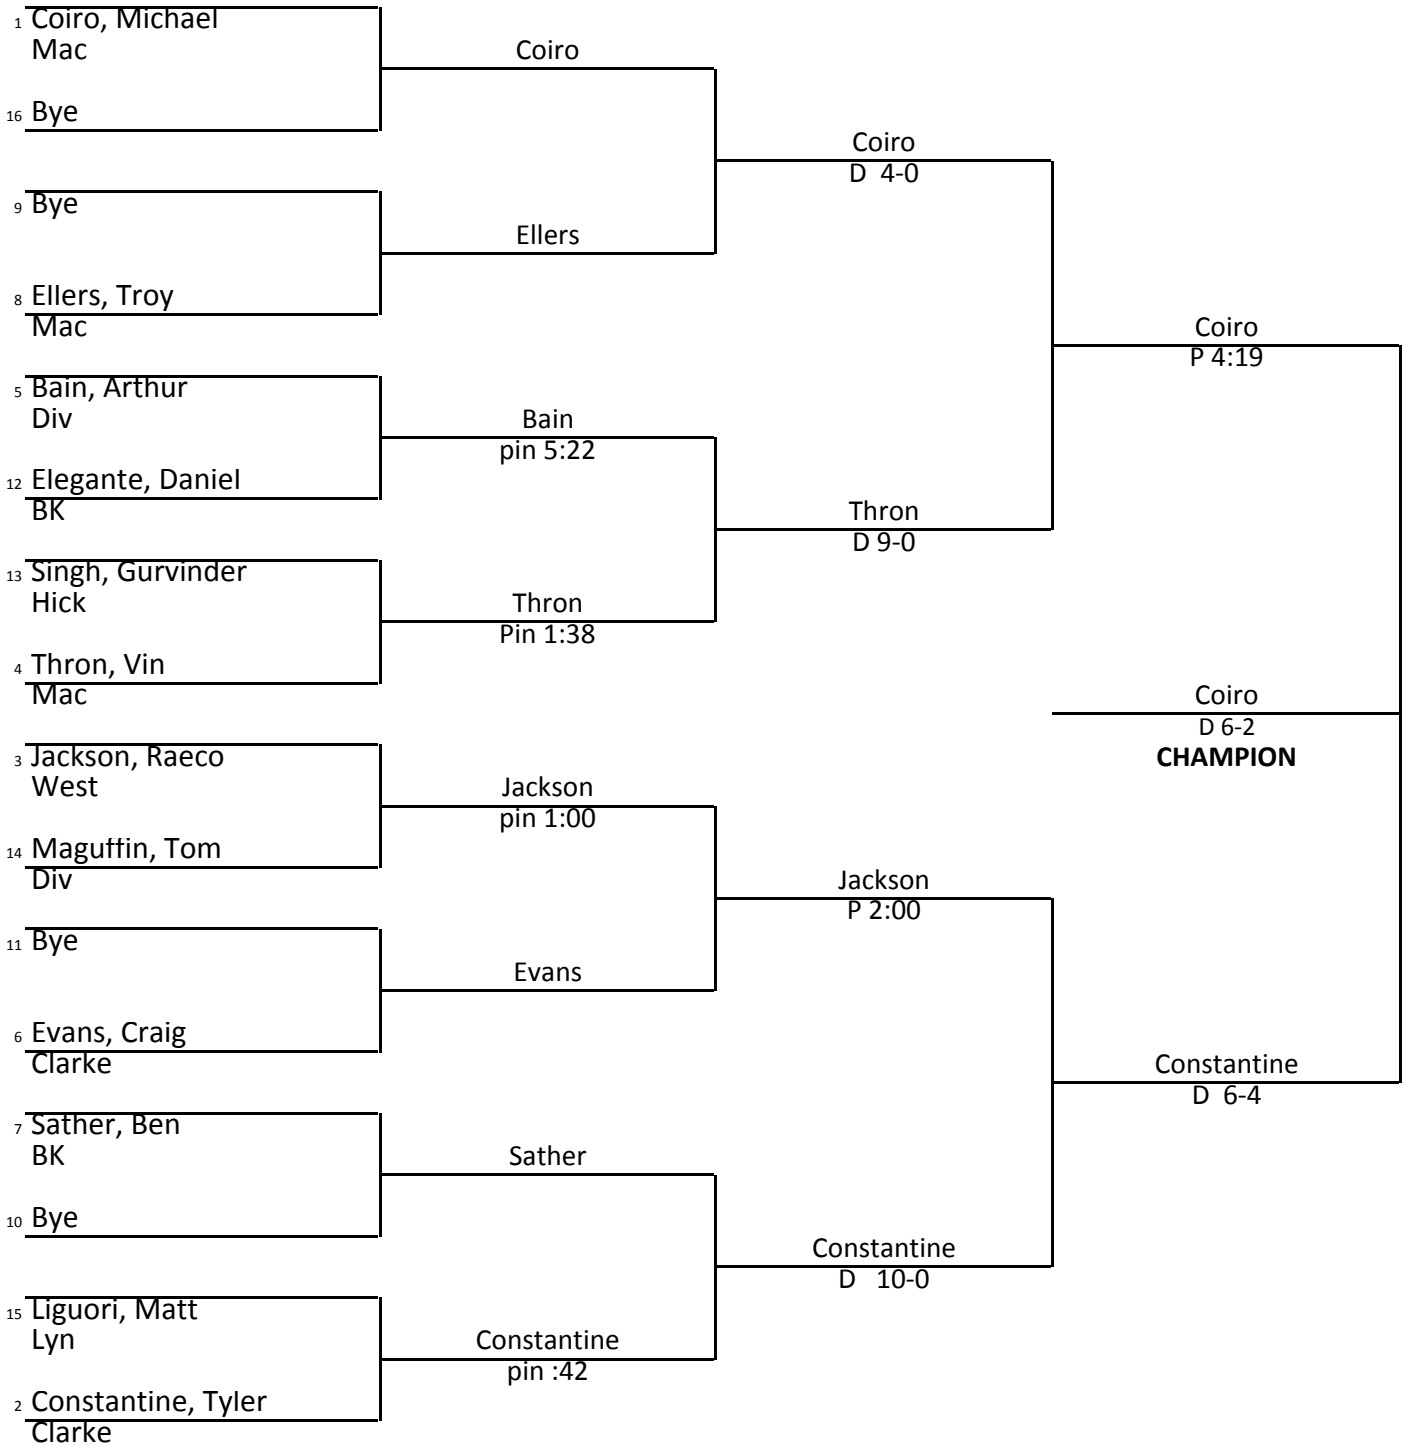 1 Coiro, Michael
Mac
16 Bye
9 Bye
8 Ellers, Troy
Mac
5 Bain, Arthur
Div
12 Elegante, Daniel
BK
13 Singh, Gurvinder
Hick
4 Thron, Vin
Mac
3 Jackson, Raeco
West
14 Maguffin, Tom
Div
11 Bye
6 Evans, Craig
Clarke
7 Sather, Ben
BK
10 Bye
15 Liguori, Matt
Lyn
2 Constantine, Tyler
Clarke
Coiro
Ellers
Bain
pin 5:22
Thron
Pin 1:38
Jackson
pin 1:00
Evans
Sather
Constantine
pin :42
Coiro
D 4-0
Thron
D 9-0
Jackson
P 2:00
Constantine
D 10-0
Coiro
P 4:19
Coiro
D 6-2
CHAMPION
Constantine
D 6-4